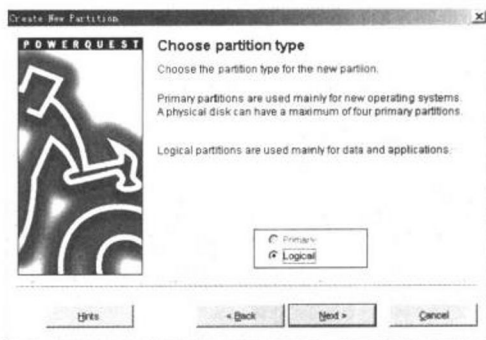 Create New Partition
POWERQUEST
Choose partition type
Choose the partition type for the new partiion.
Primary partitions are used mainly for new operating systems.
A physical disk can have a maximum of four primary partitions.
Logical partitions are used mainly for data and applications.
Primary
Logical
Hints
< Back
Next >
Cancel